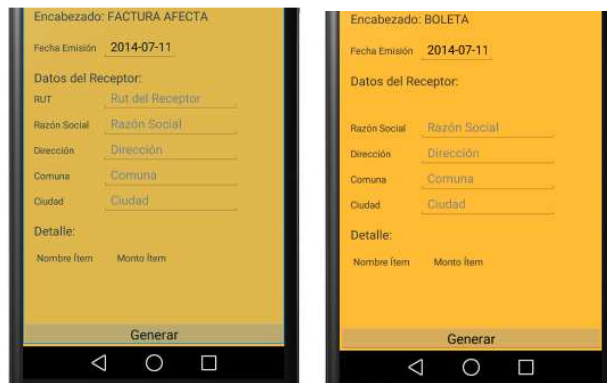 Encabezado: FACTURA AFECTA
Fecha Emisión 2014-07-11
Datos del Receptor:
RUT Rut del Receptor
Razón Social Razón Social
Dirección Dirección
Comuna Comuna
Ciudad Ciudad
Detalle:
Nombre Ítem Monto Ítem
Generar
Encabezado: BOLETA
Fecha Emisión 2014-07-11
Datos del Receptor:
Razón Social Razón Social
Dirección Dirección
Comuna Comuna
Ciudad Ciudad
Detalle:
Nombre Ítem Monto Ítem
Generar